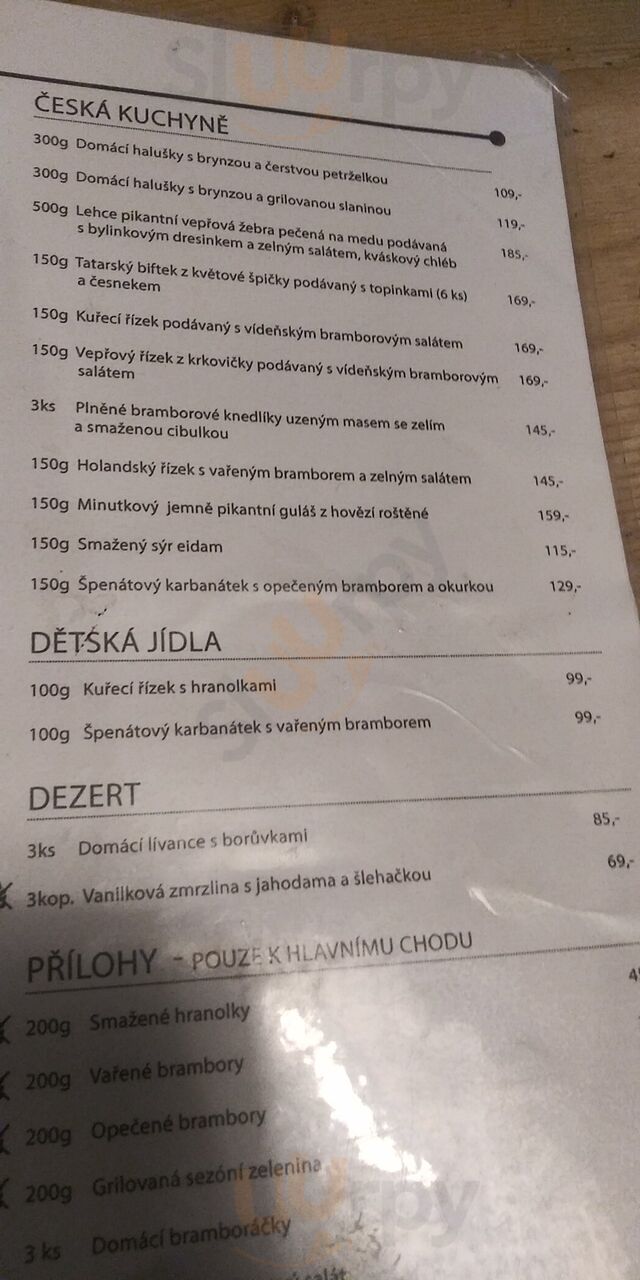 ČESKÁ KUCHYNĚ
300g Domácí halušky s brynzou a čerstvou petrželkou 109,-
300g Domácí halušky s brynzou a grilovanou slaninou 119,-
500g Lehce pikantní vepřová žebra pečená na medu podávaná
s bylinkovým dresinkem a zelným salátem, kváskový chléb 185,-
150g Tatarský biftek z květové špičky podávaný s topinkami (6 ks) 169,-
a česnekem
150g Kuřecí řízek podávaný s vídeňským bramborovým salátem 169,-
150g Vepřový řízek z krkovičky podávaný s vídeňským bramborovým 169,-
salátem
3ks Plněné bramborové knedlíky uzeným masem se zelím
a smaženou cibulkou 145,-
150g Holandský řízek s vařeným bramborem a zelným salátem 145,-
150g Minutkový jemně pikantní guláš z hovězí roštěné 159,-
150g Smažený sýr eidam 115,-
150g Špenátový karbanátek s opečeným bramborem a okurkou 129,-
DĚTSKÁ JÍDLA
100g Kuřecí řízek s hranolkami 99,-
100g Špenátový karbanátek s vařeným bramborem 99,-
DEZERT
3ks Domácí lívance s borůvkami 85,-
3kop. Vanilková zmrzlina s jahodama a šlehačkou 69,-
PŘÍLOHY - POUZE K HLAVNÍMU CHODU
200g Smažené hranolky
200g Vařené brambory
200g Opečené brambory
200g Grilovaná sezóní zelenina
3 ks Domácí bramboráčky
sluurpy
sluurpy
sluurpy